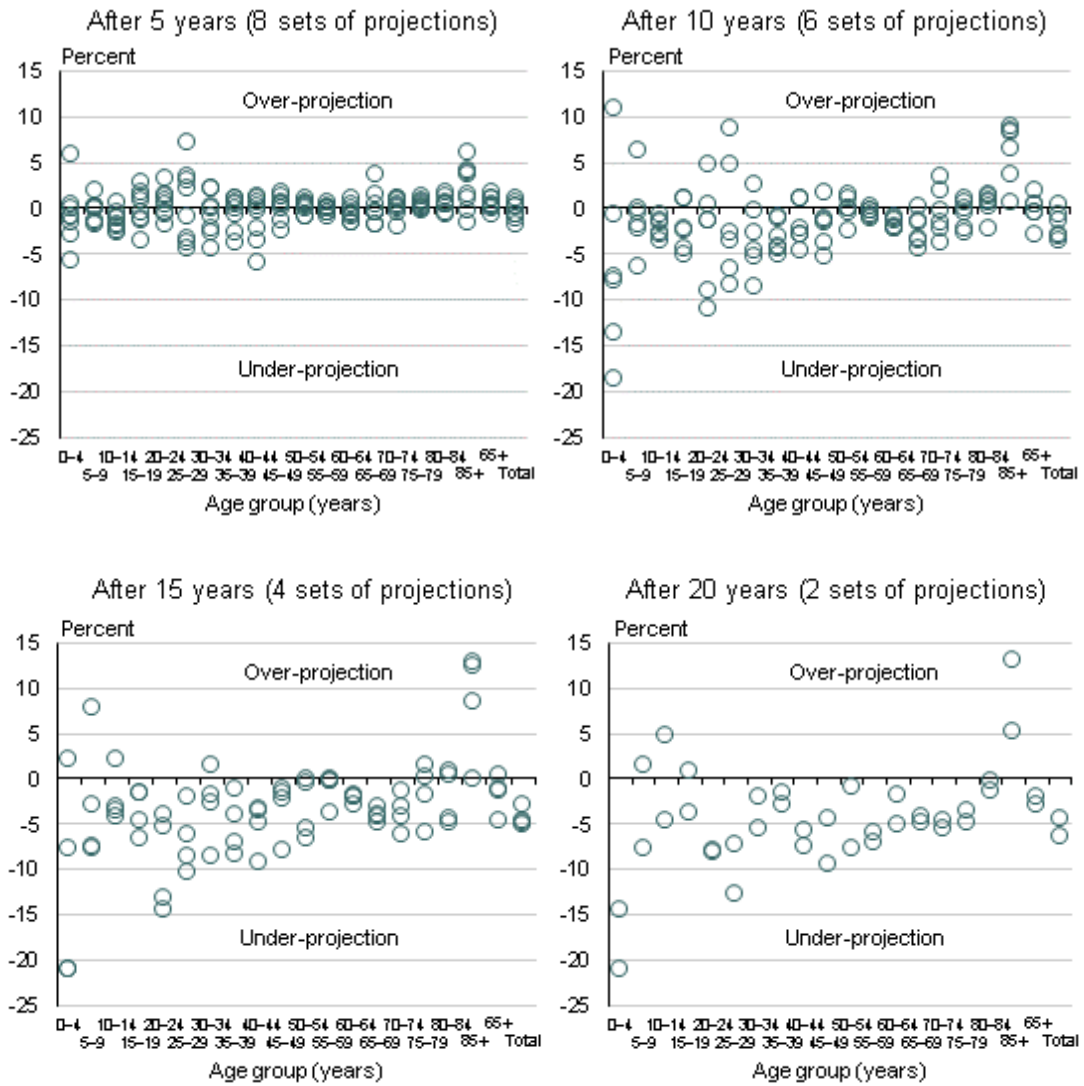 After 5 years (8 sets of projections)
Percent
15
10
5
0
-5
-10
-15
-20
-25
Over-projection
Under-projection
0–4 10–14 20–24 30–34 40–44 50–54 60–64 70–74 80–84 65+
5–9 15–19 25–29 35–39 45–49 55–59 65–69 75–79 85+ Total
Age group (years)
After 10 years (6 sets of projections)
Percent
15
10
5
0
-5
-10
-15
-20
-25
Over-projection
Under-projection
0–4 10–14 20–24 30–34 40–44 50–54 60–64 70–74 80–84 65+
5–9 15–19 25–29 35–39 45–49 55–59 65–69 75–79 85+ Total
Age group (years)
After 15 years (4 sets of projections)
Percent
15
10
5
0
-5
-10
-15
-20
-25
Over-projection
Under-projection
0–4 10–14 20–24 30–34 40–44 50–54 60–64 70–74 80–84 65+
5–9 15–19 25–29 35–39 45–49 55–59 65–69 75–79 85+ Total
Age group (years)
After 20 years (2 sets of projections)
Percent
15
10
5
0
-5
-10
-15
-20
-25
Over-projection
Under-projection
0–4 10–14 20–24 30–34 40–44 50–54 60–64 70–74 80–84 65+
5–9 15–19 25–29 35–39 45–49 55–59 65–69 75–79 85+ Total
Age group (years)